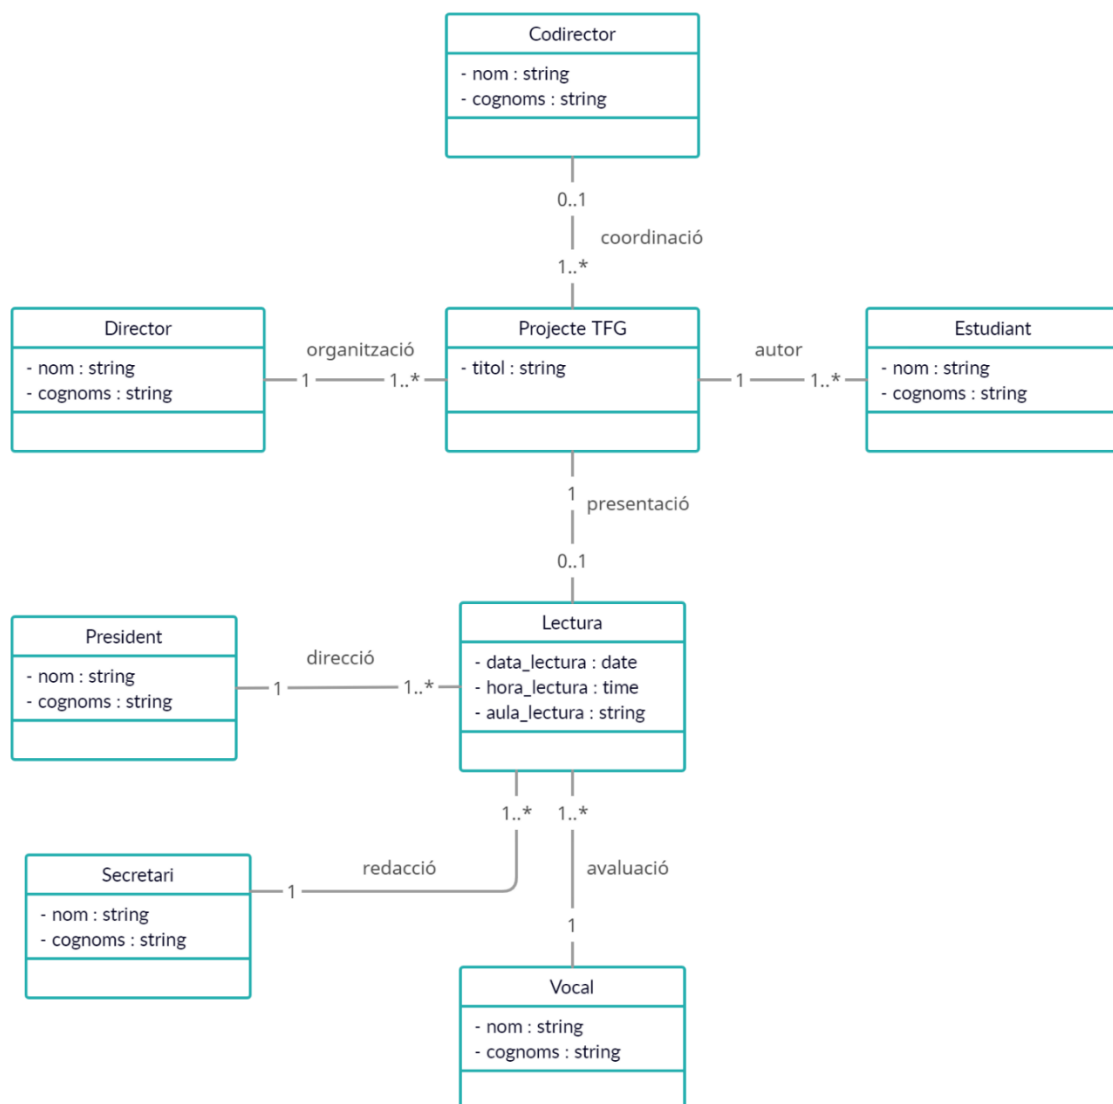 Codirector
- nom : string
- cognoms : string
0..1
coordinació
1..*
Director
- nom : string
- cognoms : string
organització
1
1..*
Projecte TFG
- titol : string
autor
1
1..*
Estudiant
- nom : string
- cognoms : string
1
presentació
0..1
President
- nom : string
- cognoms : string
direcció
1
1..*
Lectura
- data_lectura : date
- hora_lectura : time
- aula_lectura : string
1..*
1..*
Secretari
- nom : string
- cognoms : string
redacció
1
avaluació
1
Vocal
- nom : string
- cognoms : string